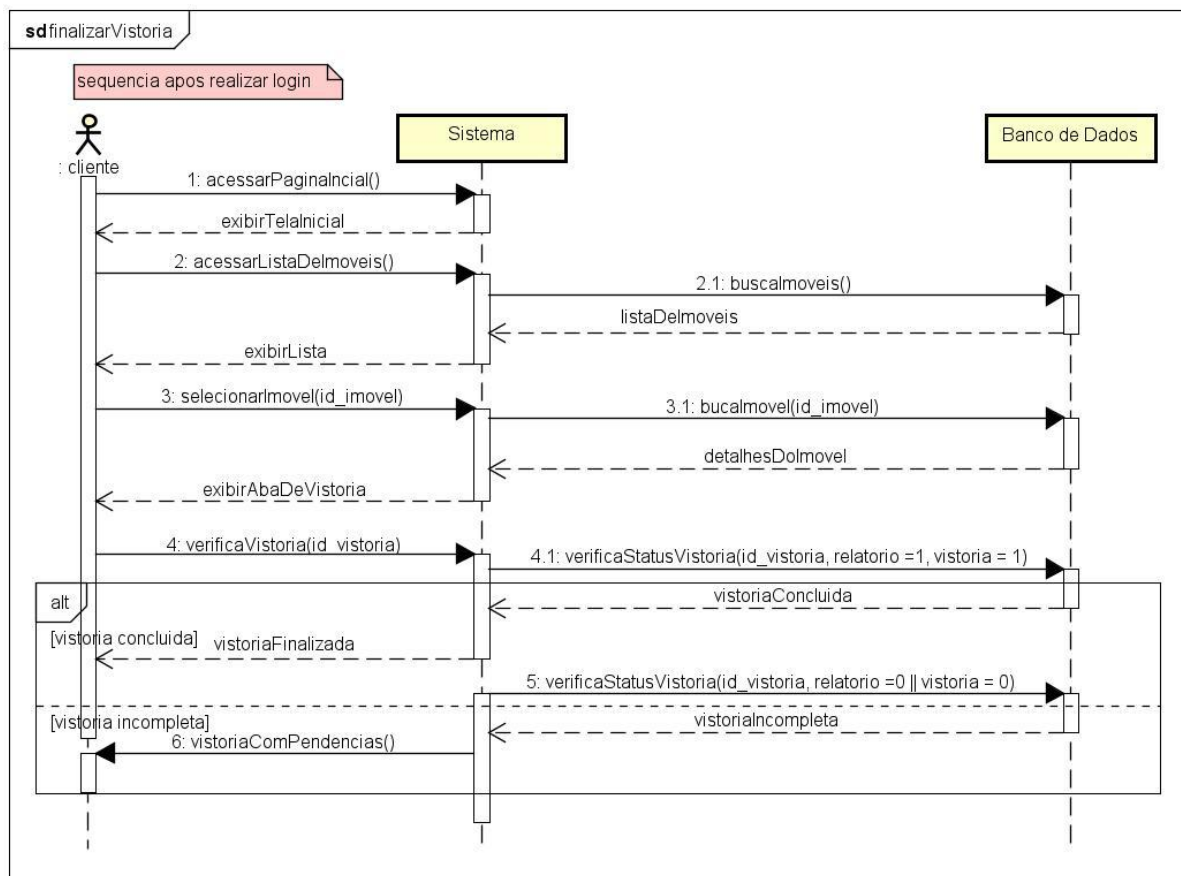 sd finalizarVistoria
sequencia apos realizar login
: cliente
Sistema
Banco de Dados
1: acessarPaginaIncial()
exibirTelaInicial
2: acessarListaDeImoveis()
2.1: buscaImoveis()
listaDeImoveis
exibirLista
3: selecionarImovel(id_imovel)
3.1: bucaImovel(id_imovel)
detalhesDoImovel
exibirAbaDeVistoria
4: verificaVistoria(id_vistoria)
4.1: verificaStatusVistoria(id_vistoria, relatorio =1, vistoria = 1)
alt
vistoriaConcluida
[vistoria concluida]
vistoriaFinalizada
5: verificaStatusVistoria(id_vistoria, relatorio =0 || vistoria = 0)
[vistoria incompleta]
vistoriaIncompleta
6: vistoriaComPendencias()